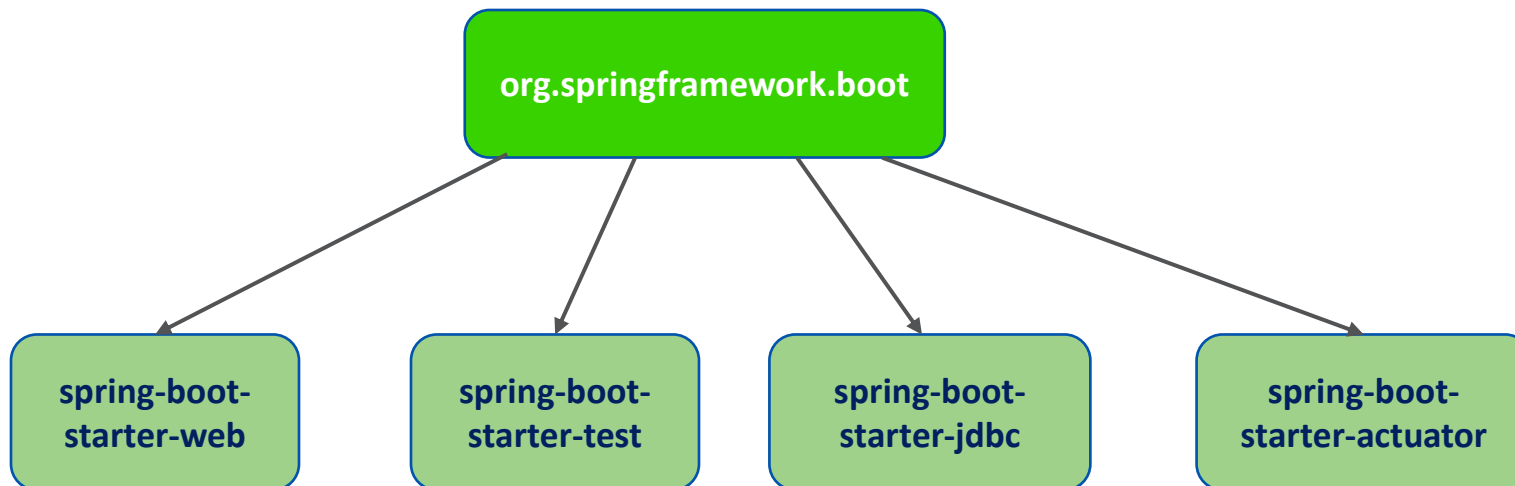 org.springframework.boot
spring-boot-
starter-web
spring-boot-
starter-test
spring-boot-
starter-jdbc
spring-boot-
starter-actuator